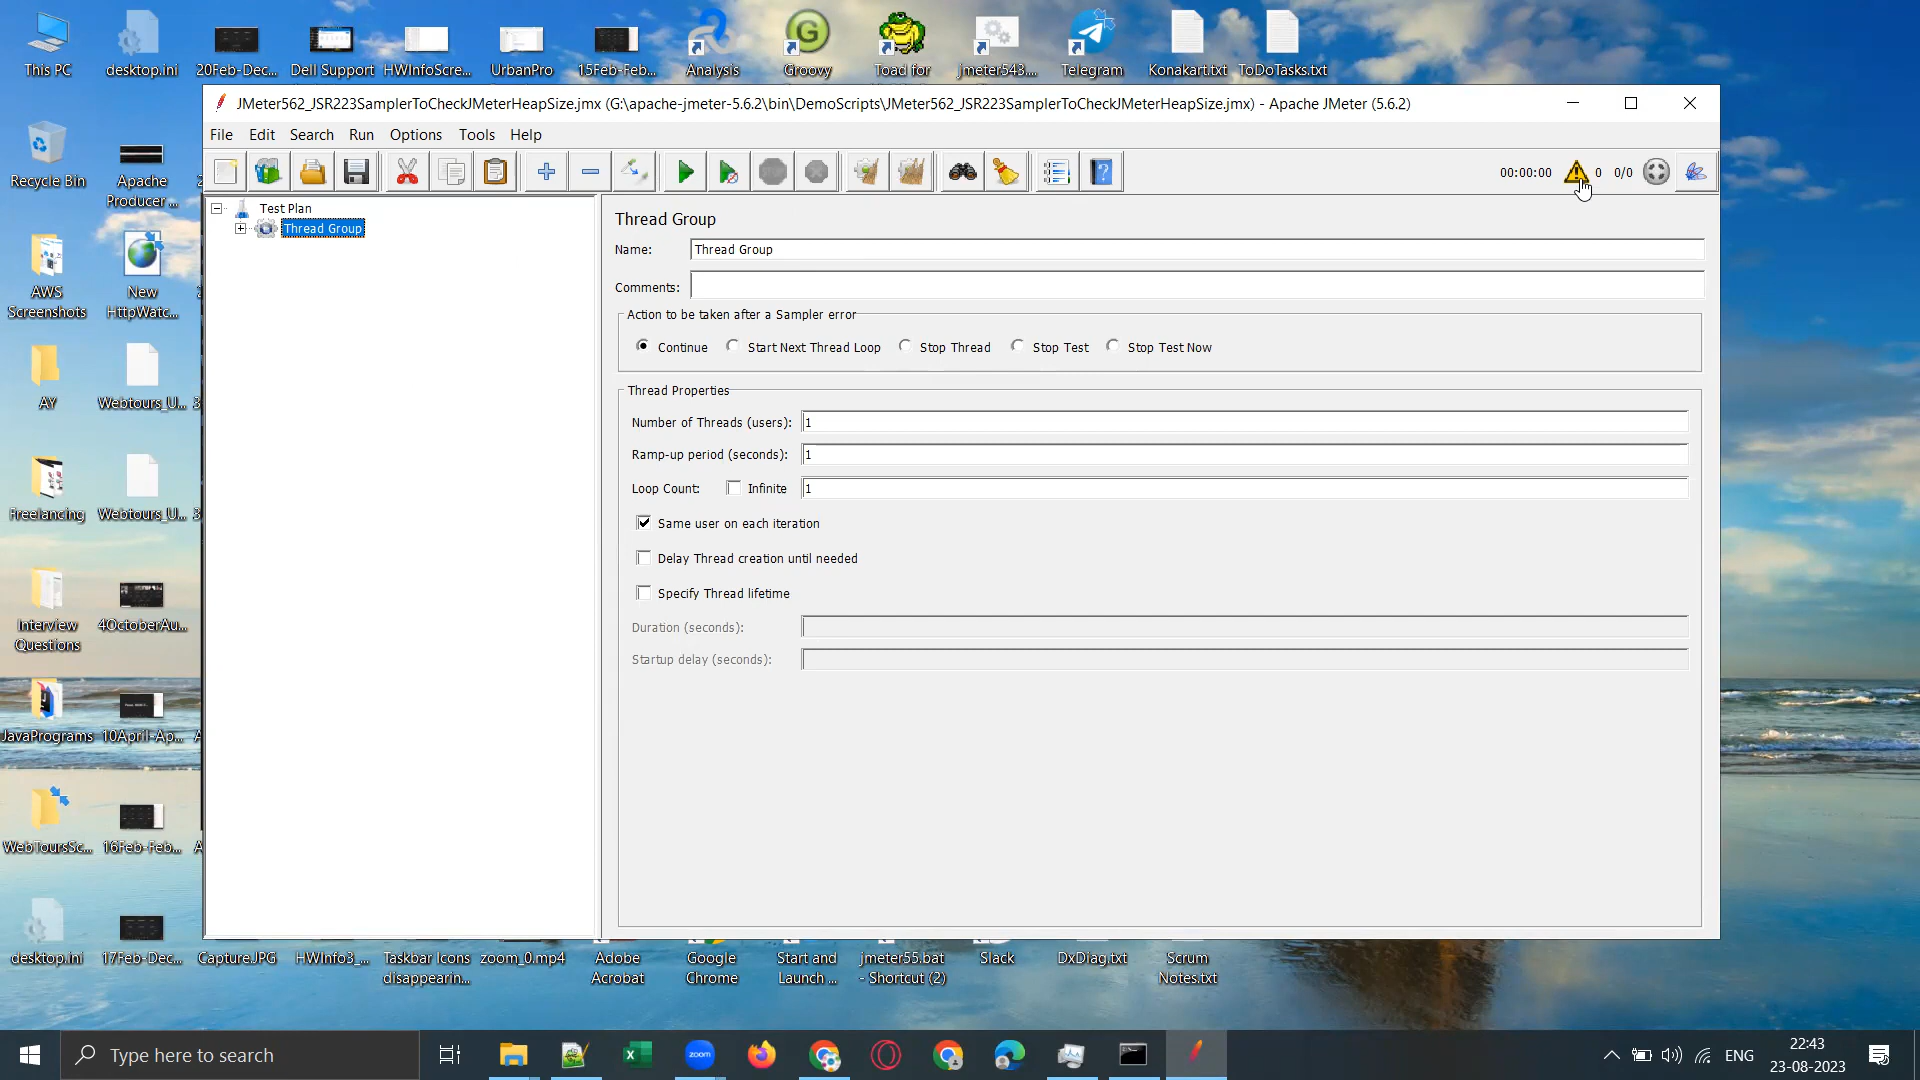 This PC
desktop.ini
20Feb-Dec...
Dell Support
HWInfoScre...
UrbanPro
15Feb-Feb...
Analysis
Groovy
Toad for
jmeter543....
Telegram
Konakart.txt
ToDoTasks.txt
JMeter562_JSR223SamplerToCheckJMeterHeapSize.jmx (G:\apache-jmeter-5.6.2\bin\DemoScripts\JMeter562_JSR223SamplerToCheckJMeterHeapSize.jmx) - Apache JMeter (5.6.2)
File Edit Search Run Options Tools Help
00:00:00 0 0/0
Test Plan
Thread Group
Thread Group
Name: Thread Group
Comments:
Action to be taken after a Sampler error
Continue Start Next Thread Loop Stop Thread Stop Test Stop Test Now
Thread Properties
Number of Threads (users): 1
Ramp-up period (seconds): 1
Loop Count: Infinite 1
Same user on each iteration
Delay Thread creation until needed
Specify Thread lifetime
Duration (seconds):
Startup delay (seconds):
Recycle Bin
Apache
Producer ...
AWS
Screenshots
New
HttpWatc...
AY
Webtours_U...
Freelancing
Webtours_U...
Interview
Questions
4OctoberAu...
JavaPrograms
10April-Ap...
WebToursSc...
16Feb-Feb...
desktop.ini
17Feb-Dec...
Capture.JPG
HWInfo3_...
Taskbar Icons
disappearin...
zoom_0.mp4
Adobe
Acrobat
Google
Chrome
Start and
Launch ...
jmeter55.bat
- Shortcut (2)
Slack
DxDiag.txt
Scrum
Notes.txt
Type here to search
zoom
ENG
22:43
23-08-2023